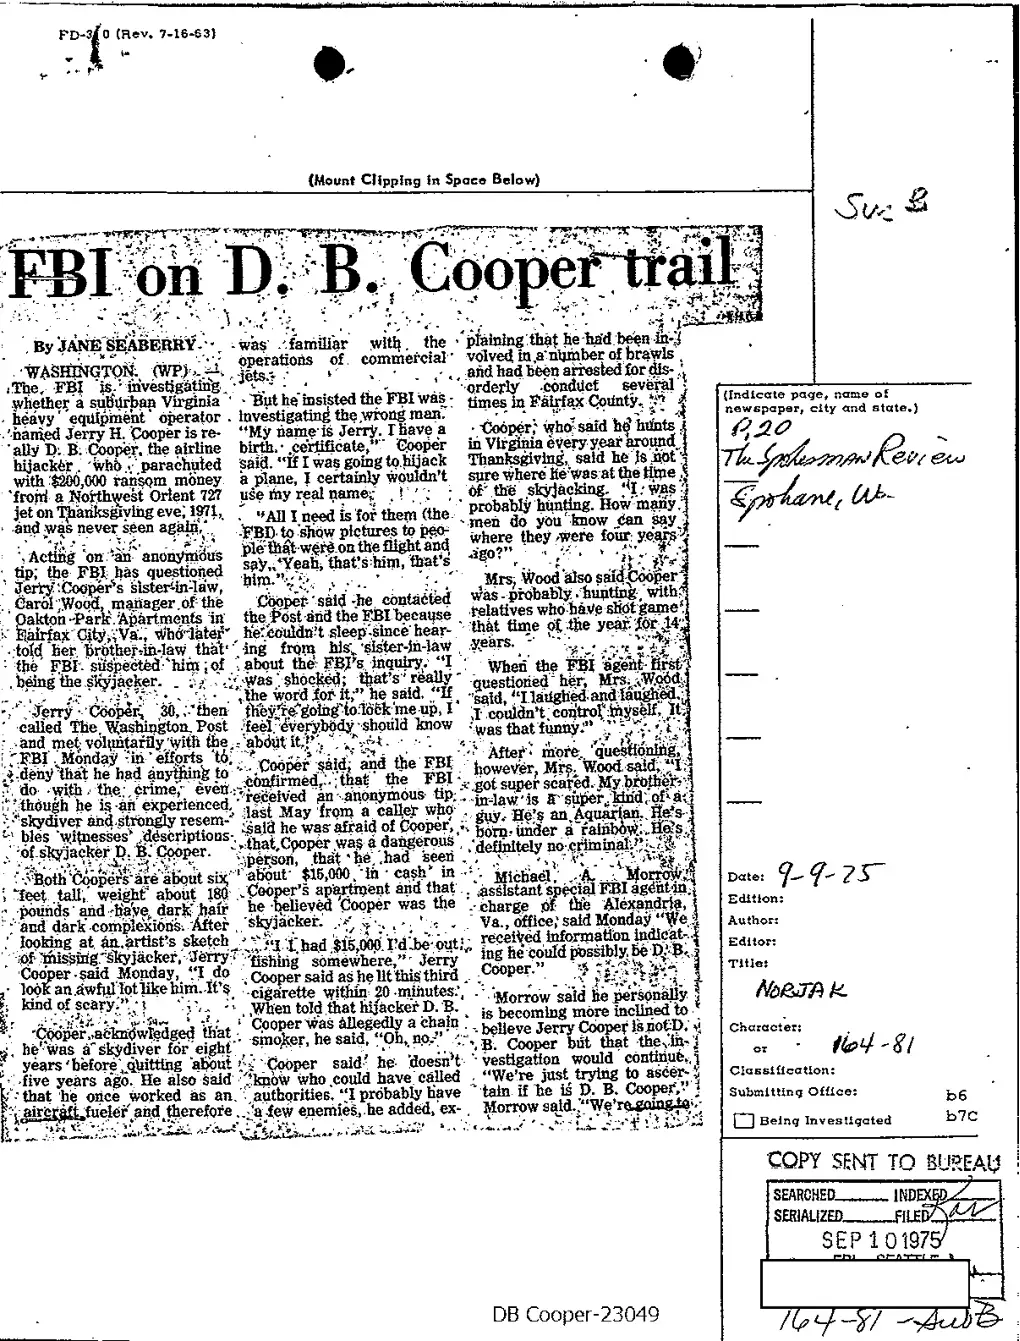 FD-350 (Rev. 7-16-63)
(Mount Clipping in Space Below)
Sub B
FBI on D. B. Cooper trail
By JANE SEABERRY
WASHINGTON (WP) —
The FBI is investigating
whether a suburban Virginia
heavy equipment operator
named Jerry H. Cooper is re-
ally D. B. Cooper, the airline
hijacker who parachuted
with $200,000 ransom money
from a Northwest Orient 727
jet on Thanksgiving eve, 1971,
and was never seen again.
Acting on an anonymous
tip, the FBI has questioned
Jerry Cooper's sister-in-law,
Carol Wood, manager of the
Oakton Park Apartments in
Fairfax City, Va., who later
told her brother-in-law that
the FBI suspected him of
being the skyjacker.
Jerry Cooper, 30, then
called The Washington Post
and met voluntarily with the
FBI Monday in efforts to
deny that he had anything to
do with the crime, even
though he is an experienced
skydiver and strongly resem-
bles witnesses' descriptions
of skyjacker D. B. Cooper.
Both Coopers are about six
feet tall, weight about 180
pounds and have dark hair
and dark complexions. After
looking at an artist's sketch
of missing skyjacker, Jerry
Cooper said Monday, "I do
look an awful lot like him. It's
kind of scary."
Cooper acknowledged that
he was a skydiver for eight
years before quitting about
five years ago. He also said
that he once worked as an
aircraft fueler and therefore
was familiar with the
operations of commercial
jets.
But he insisted the FBI was
investigating the wrong man.
"My name is Jerry. I have a
birth certificate," Cooper
said. "If I was going to hijack
a plane, I certainly wouldn't
use my real name.
"All I need is for them (the
FBI) to show pictures to peo-
ple that were on the flight and
say, 'Yeah, that's him, that's
him."
Cooper said he contacted
the Post and the FBI because
he couldn't sleep since hear-
ing from his sister-in-law
about the FBI's inquiry. "I
was shocked; that's really
the word for it," he said. "If
they're going to lock me up, I
feel everybody should know
about it."
Cooper said, and the FBI
confirmed, that the FBI
received an anonymous tip
last May from a caller who
said he was afraid of Cooper,
that Cooper was a dangerous
person, that he had seen
about $15,000 in cash in
Cooper's apartment and that
he believed Cooper was the
skyjacker.
"If I had $15,000 I'd be out
fishing somewhere," Jerry
Cooper said as he lit this third
cigarette within 20 minutes.
When told that hijacker D. B.
Cooper was allegedly a chain
smoker, he said, "Oh, no."
Cooper said he doesn't
know who could have called
authorities. "I probably have
a few enemies, he added, ex-
plaining that he had been in-
volved in a number of brawls
and had been arrested for dis-
orderly conduct several
times in Fairfax County.
Cooper, who said he hunts
in Virginia every year around
Thanksgiving, said he is not
sure where he was at the time
of the skyjacking. "I was
probably hunting. How many
men do you know can say
where they were four years
ago?"
Mrs. Wood also said Cooper
was probably hunting with
relatives who have shot game
that time of the year for 14
years.
When the FBI agent first
questioned her, Mrs. Wood
said, "I laughed and laughed.
I couldn't control myself. It
was that funny."
After more questioning,
however, Mrs. Wood said, "I
got super scared. My brother-
in-law is a super kind of a
guy. He's an Aquarian. He's
born under a rainbow. He's
definitely no criminal."
Michael A. Morrow,
assistant special FBI agent in
charge of the Alexandria,
Va., office, said Monday "We
received information indicat-
ing he could possibly be D. B.
Cooper."
Morrow said he personally
is becoming more inclined to
believe Jerry Cooper is not D.
B. Cooper but that the in-
vestigation would continue.
"We're just trying to ascer-
tain if he is D. B. Cooper,"
Morrow said. "We're going to
(Indicate page, name of
newspaper, city and state.)
P. 20
The Spokesman Review
Spokane, Wa.
Date: 9-9-75
Edition:
Author:
Editor:
Title:
NORJAK
Character:
or 164-81
Classification:
Submitting Office:
Being Investigated
b6
b7C
COPY SENT TO BUREAU
SEARCHED INDEXED
SERIALIZED FILED
SEP 10 1975
FBI SEATTLE
164-81-Sub B
DB Cooper-23049